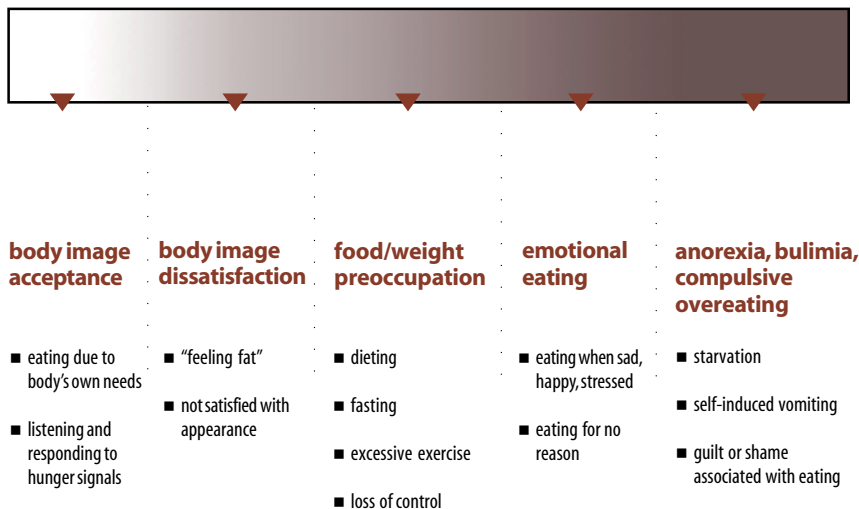 body image
acceptance
■ eating due to
body's own needs
■ listening and
responding to
hunger signals
body image
dissatisfaction
■ “feeling fat”
■ not satisfied with
appearance
food/weight
preoccupation
■ dieting
■ fasting
■ excessive exercise
■ loss of control
emotional
eating
■ eating when sad,
happy, stressed
■ eating for no
reason
anorexia, bulimia,
compulsive
overeating
■ starvation
■ self-induced vomiting
■ guilt or shame
associated with eating